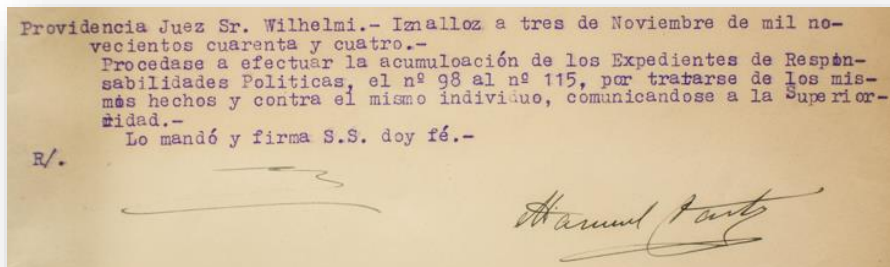 Providencia Juez Sr. Wilhelmi.- Iznalloz a tres de Noviembre de mil no-
vecientos cuarenta y cuatro.-
Procedase a efectuar la acumuloación de los Expedientes de Respon-
sabilidades Politicas, el nº 98 al nº 115, por tratarse de los mis-
mos hechos y contra el mismo individuo, comunicandose a la Superior-
ridad.-
Lo mandó y firma S.S. doy fé.-
R/.
Manuel